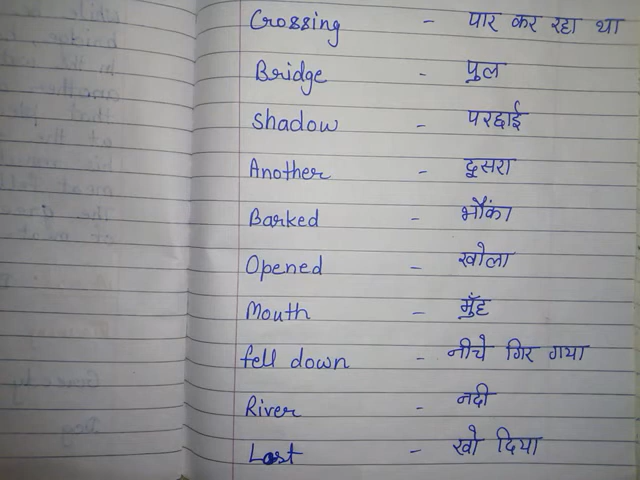 Crossing - पार कर रहा था
Bridge - पुल
Shadow - परछाई
Another - दूसरा
Barked - भौंका
Opened - खोला
Mouth - मुँह
fell down - नीचे गिर गया
River - नदी
Lost - खो दिया